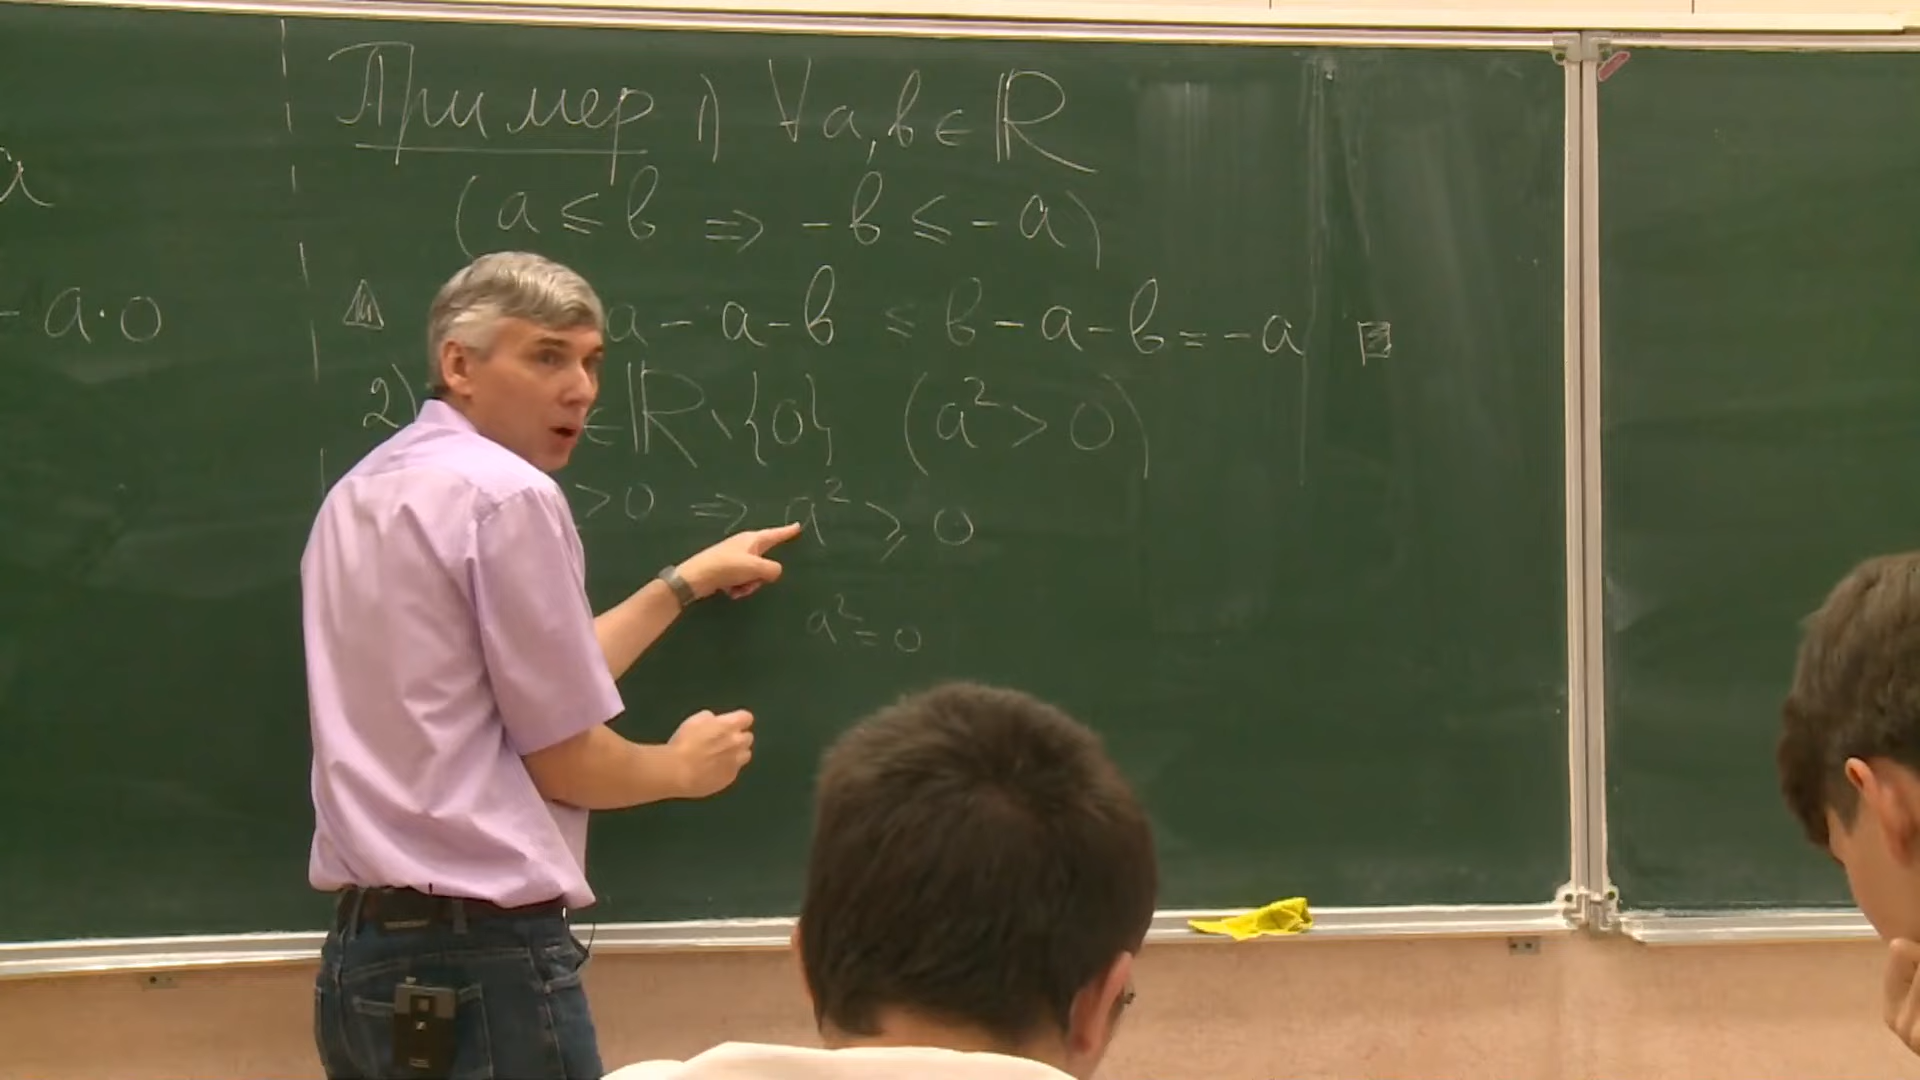 a
- a·0
Пример 1) ∀a,b∈ℝ
(a ≤ b ⇒ -b ≤ -a)
a - a - b ≤ b - a - b = -a
2) ∈ℝ\{0} (a² > 0)
>0 ⇒ a² ≥ 0
a² = 0